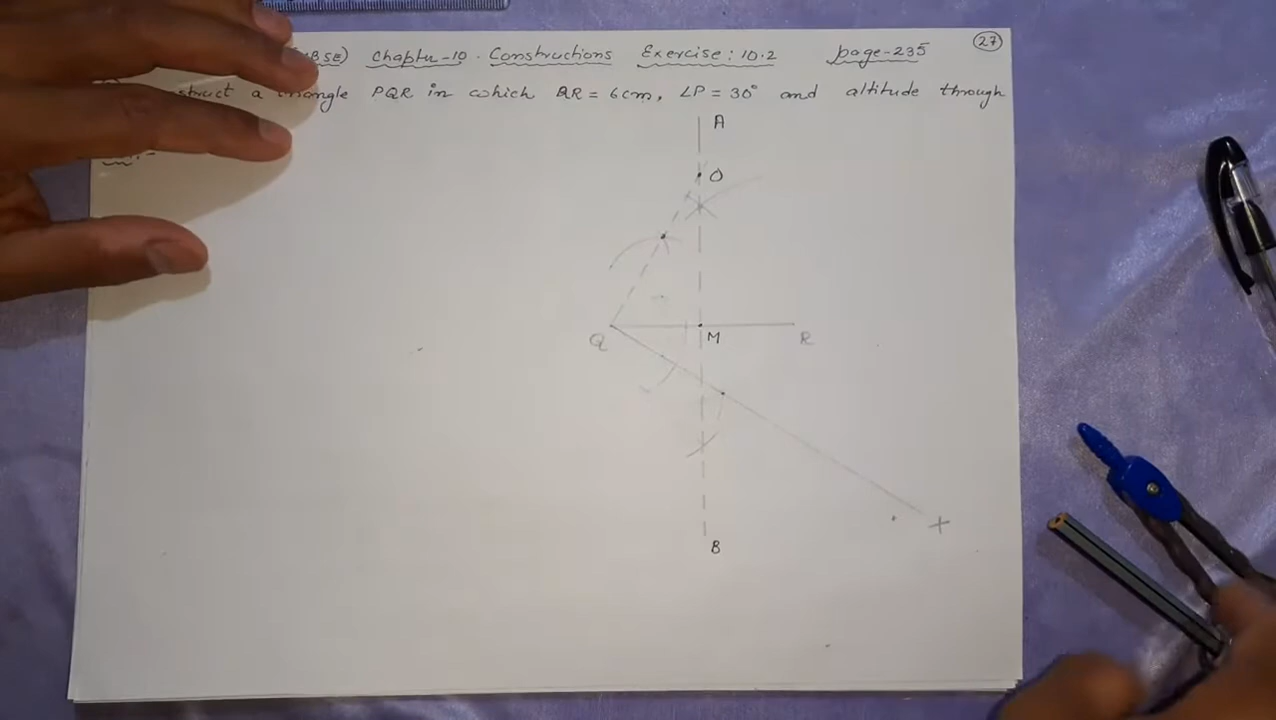 27
BSE) Chapter-10. Constructions Exercise: 10.2 page-235
struct a triangle PQR in which QR = 6cm, ∠P = 30° and altitude through
A
O
Q M R
X
B